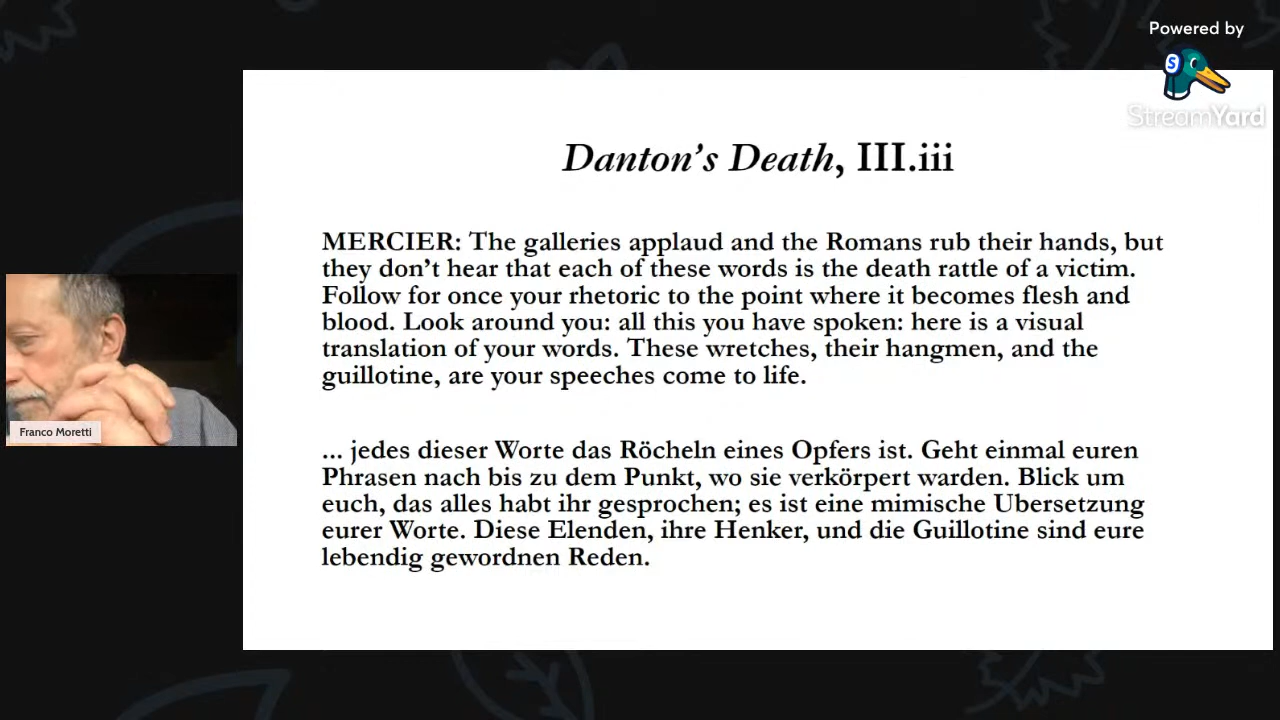 Powered by
S
StreamYard
Danton's Death, III.iii
MERCIER: The galleries applaud and the Romans rub their hands, but
they don't hear that each of these words is the death rattle of a victim.
Follow for once your rhetoric to the point where it becomes flesh and
blood. Look around you: all this you have spoken: here is a visual
translation of your words. These wretches, their hangmen, and the
guillotine, are your speeches come to life.
... jedes dieser Worte das Röcheln eines Opfers ist. Geht einmal euren
Phrasen nach bis zu dem Punkt, wo sie verkörpert warden. Blick um
euch, das alles habt ihr gesprochen; es ist eine mimische Ubersetzung
eurer Worte. Diese Elenden, ihre Henker, und die Guillotine sind eure
lebendig gewordnen Reden.
Franco Moretti